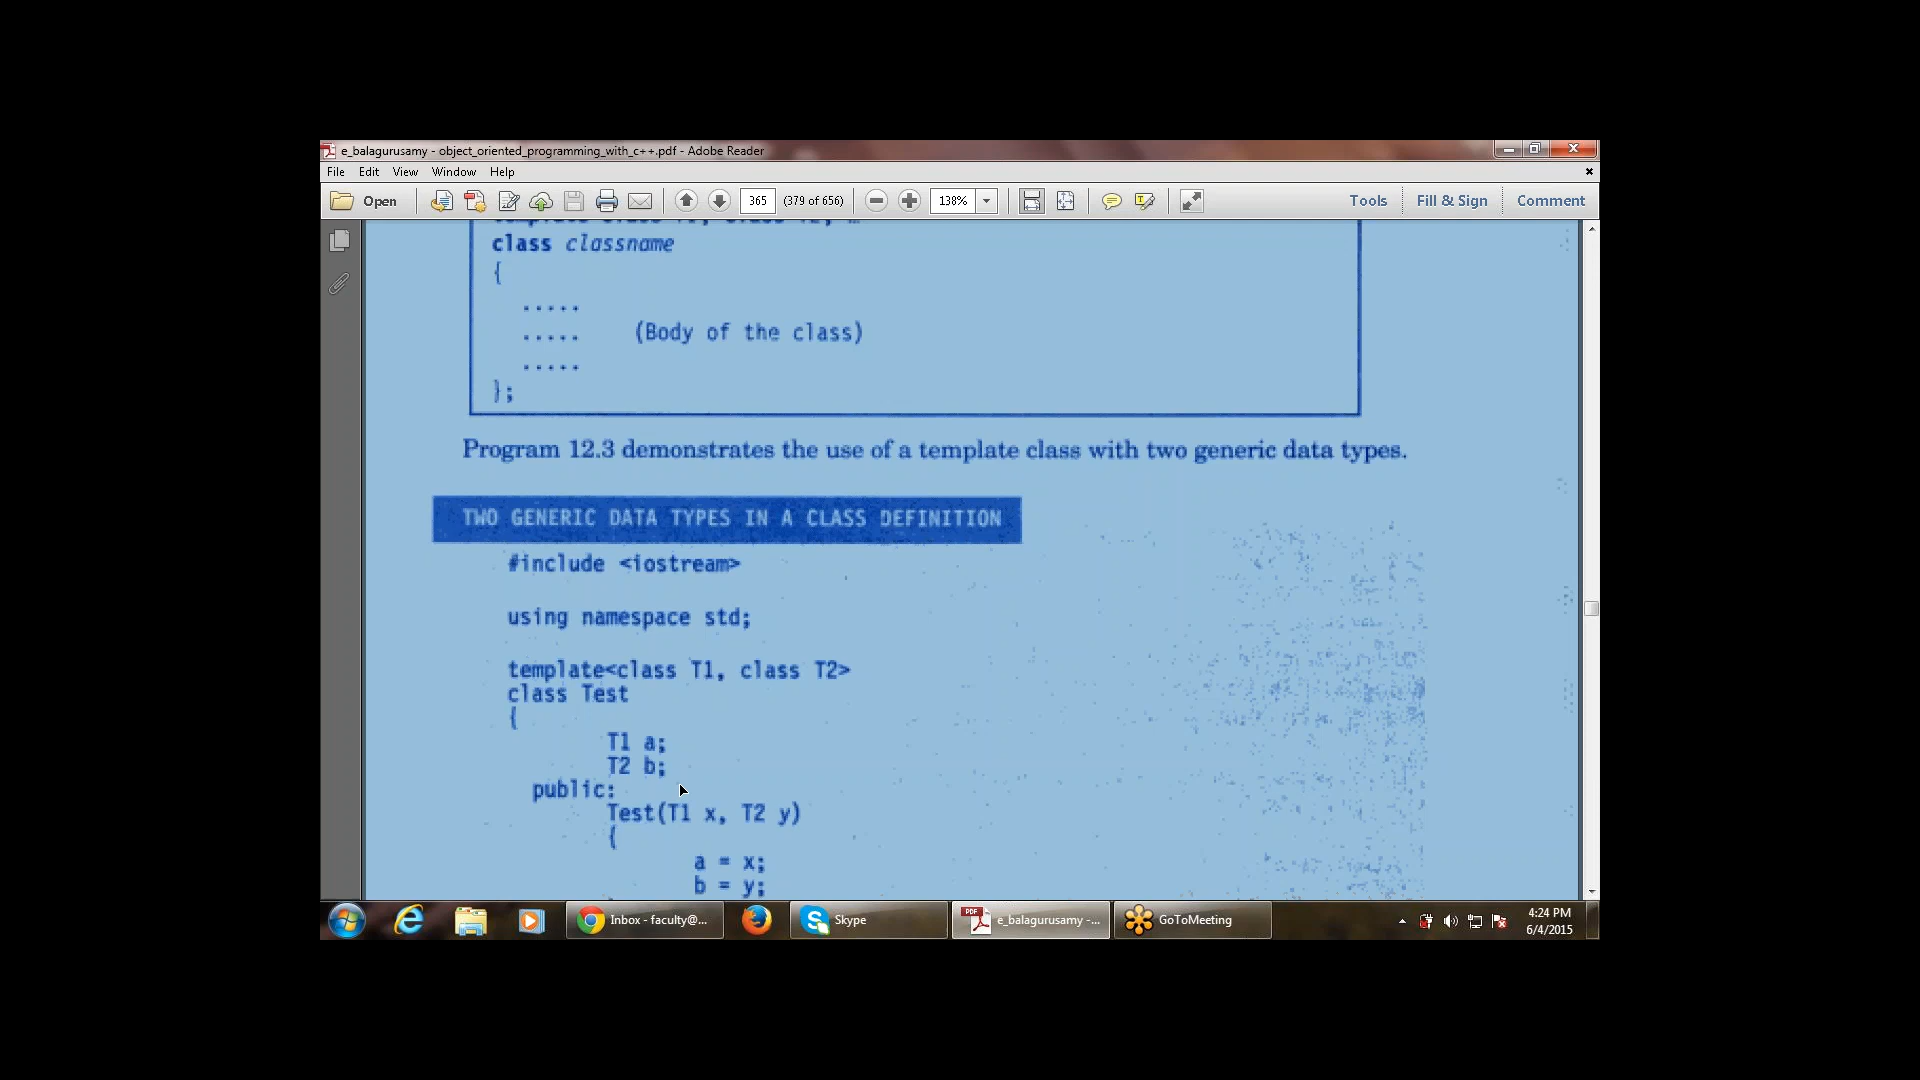 e_balagurusamy - object_oriented_programming_with_c++.pdf - Adobe Reader
File Edit View Window Help
Open 365 (379 of 656) 138% Tools Fill & Sign Comment
class classname
{
.....
..... (Body of the class)
.....
};
Program 12.3 demonstrates the use of a template class with two generic data types.
TWO GENERIC DATA TYPES IN A CLASS DEFINITION
#include <iostream>
using namespace std;
template<class T1, class T2>
class Test
{
T1 a;
T2 b;
public:
Test(T1 x, T2 y)
{
a = x;
b = y;
Inbox - faculty@... Skype e_balagurusamy -... GoToMeeting
4:24 PM
6/4/2015